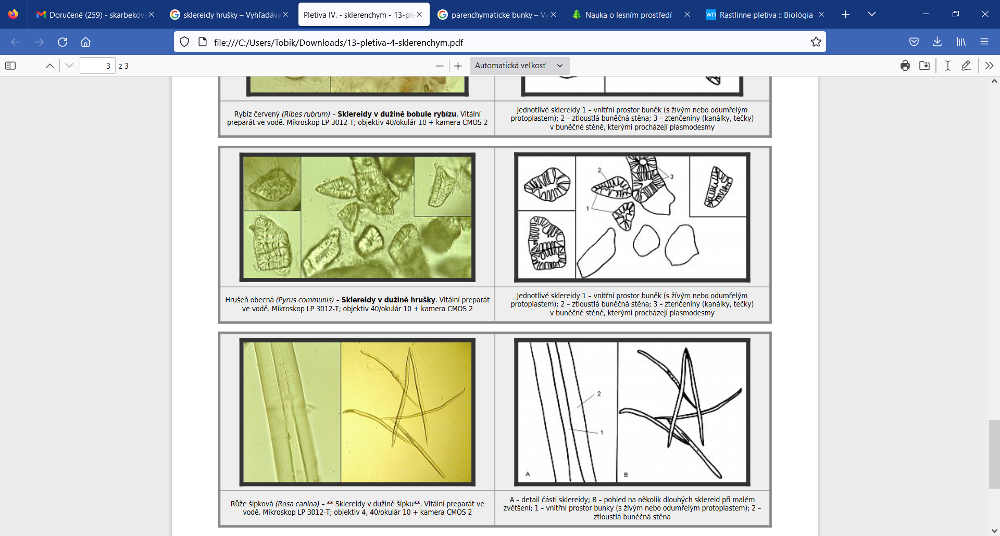 Doručené (259) - skarbekova
sklereidy hrušky – Vyhľadáva
Pletiva IV. - sklerenchym - 13-ple
parenchymaticke bunky – Vy
Nauka o lesním prostředí
wn Rastlinne pletiva :: Biológia
file:///C:/Users/Tobik/Downloads/13-pletiva-4-sklerenchym.pdf
3 z 3
Automatická veľkosť
Rybíz červený (Ribes rubrum) – Sklereidy v dužině bobule rybízu. Vitální
preparát ve vodě. Mikroskop LP 3012-T; objektiv 40/okulár 10 + kamera CMOS 2
Jednotlivé sklereidy 1 – vnitřní prostor buněk (s žívým nebo odumřelým
protoplastem); 2 – ztloustlá buněčná stěna; 3 – ztenčeniny (kanálky, tečky)
v buněčné stěně, kterými procházejí plasmodesmy
2
3
1
Hrušeň obecná (Pyrus communis) – Sklereidy v dužině hrušky. Vitální preparát
ve vodě. Mikroskop LP 3012-T; objektiv 40/okulár 10 + kamera CMOS 2
Jednotlivé sklereidy 1 – vnitřní prostor buněk (s žívým nebo odumřelým
protoplastem); 2 – ztloustlá buněčná stěna; 3 – ztenčeniny (kanálky, tečky)
v buněčné stěně, kterými procházejí plasmodesmy
2
1
A
B
Růže šípková (Rosa canina) – ** Sklereidy v dužině šípku**. Vitální preparát ve
vodě. Mikroskop LP 3012-T; objektiv 4, 40/okulár 10 + kamera CMOS 2
A – detail části sklereidy; B – pohled na několik dlouhých sklereid při malém
zvětšení; 1 – vnitřní prostor bunky (s žívým nebo odumřelým protoplastem); 2 –
ztloustlá buněčná stěna